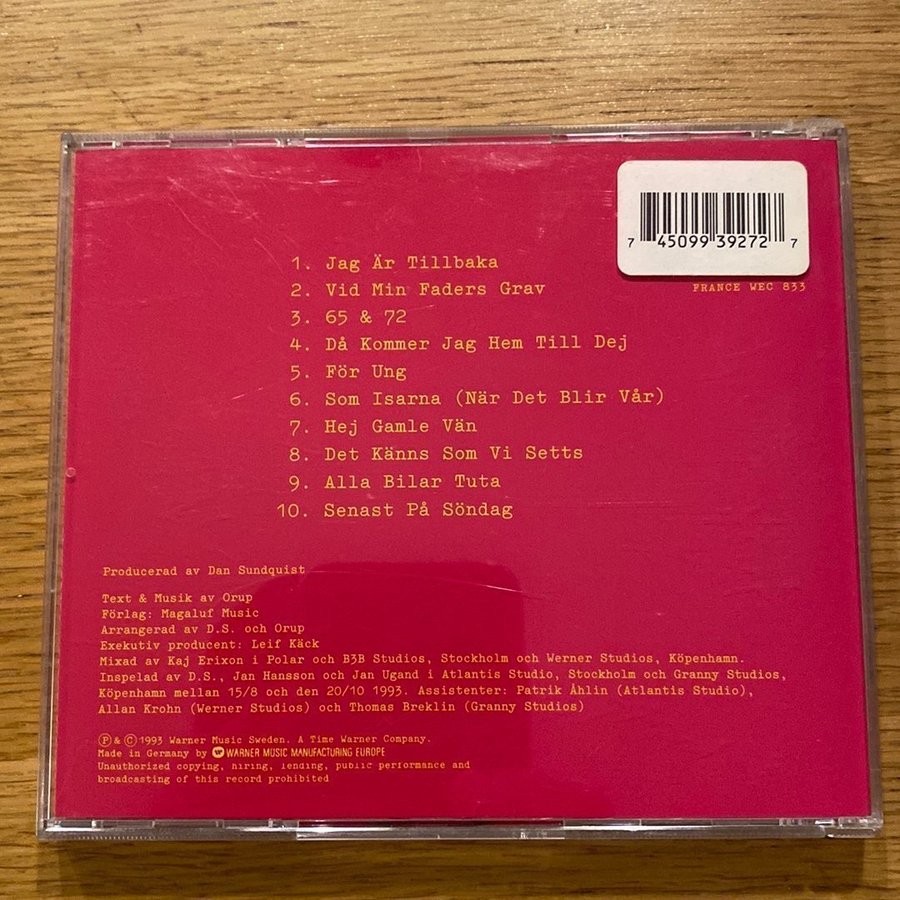 7 45099 39272 7
FRANCE WEC 833
1. Jag Är Tillbaka
2. Vid Min Faders Grav
3. 65 & 72
4. Då Kommer Jag Hem Till Dej
5. För Ung
6. Som Isarna (När Det Blir Vår)
7. Hej Gamle Vän
8. Det Känns Som Vi Setts
9. Alla Bilar Tuta
10. Senast På Söndag
Producerad av Dan Sundquist
Text & Musik av Orup
Förlag: Magaluf Music
Arrangerad av D.S. och Orup
Exekutiv producent: Leif Käck
Mixad av Kaj Erixon i Polar och B3B Studios, Stockholm och Werner Studios, Köpenhamn.
Inspelad av D.S., Jan Hansson och Jan Ugand i Atlantis Studio, Stockholm och Granny Studios,
Köpenhamn mellan 15/8 och den 20/10 1993. Assistenter: Patrik Åhlin (Atlantis Studio),
Allan Krohn (Werner Studios) och Thomas Breklin (Granny Studios)
Ⓟ & Ⓒ 1993 Warner Music Sweden. A Time Warner Company.
Made in Germany by WARNER MUSIC MANUFACTURING EUROPE
Unauthorized copying, hiring, lending, public performance and
broadcasting of this record prohibited